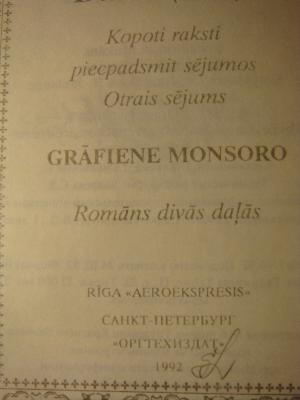 Kopoti raksti
piecpadsmit sējumos
Otrais sējums
GRĀFIENE MONSORO
Romāns divās daļās
RĪGA «AEROEKSPRESIS»
САНКТ-ПЕТЕРБУРГ
«ОРГТЕХИЗДАТ»
1992